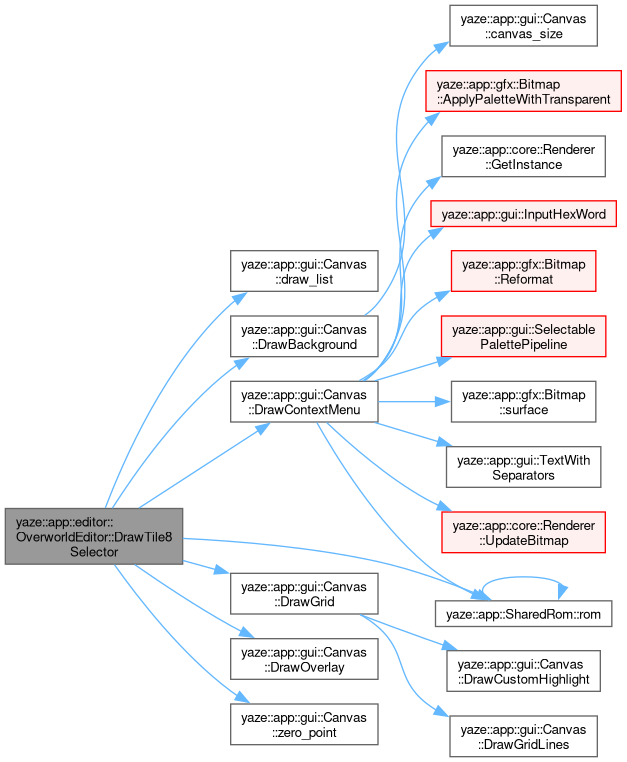 yaze::app::gui::Canvas
::canvas_size
yaze::app::gfx::Bitmap
::ApplyPaletteWithTransparent
yaze::app::core::Renderer
::GetInstance
yaze::app::gui::InputHexWord
yaze::app::gui::Canvas
::draw_list
yaze::app::gfx::Bitmap
::Reformat
yaze::app::gui::Canvas
::DrawBackground
yaze::app::gui::Selectable
PalettePipeline
yaze::app::gui::Canvas
::DrawContextMenu
yaze::app::gfx::Bitmap
::surface
yaze::app::gui::TextWith
Separators
yaze::app::editor::
OverworldEditor::DrawTile8
Selector
yaze::app::core::Renderer
::UpdateBitmap
yaze::app::gui::Canvas
::DrawGrid
yaze::app::SharedRom::rom
yaze::app::gui::Canvas
::DrawOverlay
yaze::app::gui::Canvas
::DrawCustomHighlight
yaze::app::gui::Canvas
::zero_point
yaze::app::gui::Canvas
::DrawGridLines